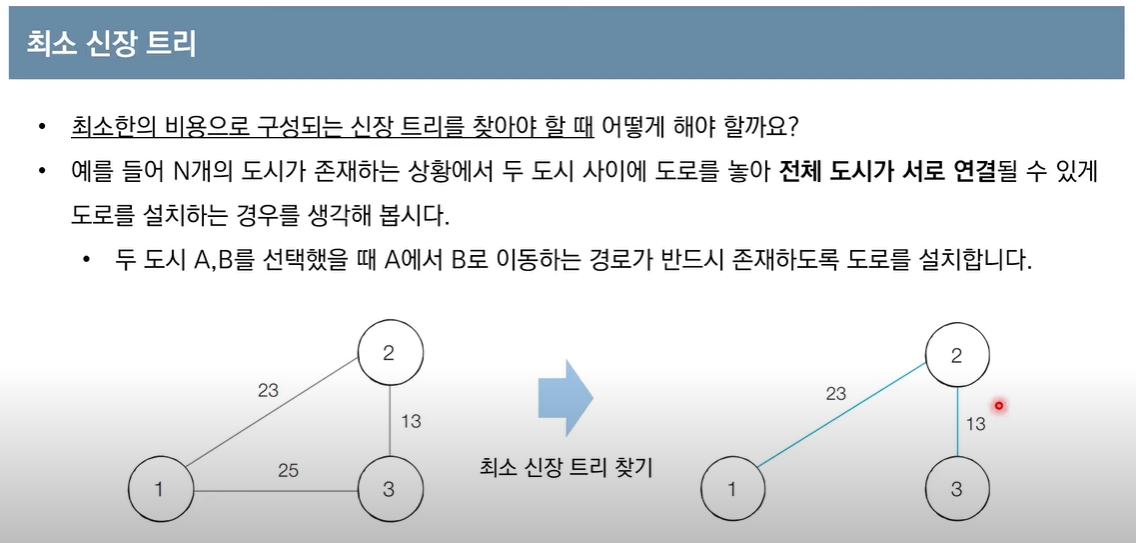 최소 신장 트리
• 최소한의 비용으로 구성되는 신장 트리를 찾아야 할 때 어떻게 해야 할까요?
• 예를 들어 N개의 도시가 존재하는 상황에서 두 도시 사이에 도로를 놓아 전체 도시가 서로 연결될 수 있게
도로를 설치하는 경우를 생각해 봅시다.
• 두 도시 A,B를 선택했을 때 A에서 B로 이동하는 경로가 반드시 존재하도록 도로를 설치합니다.
2
23
13
25
1
3
최소 신장 트리 찾기
2
23
13
1
3